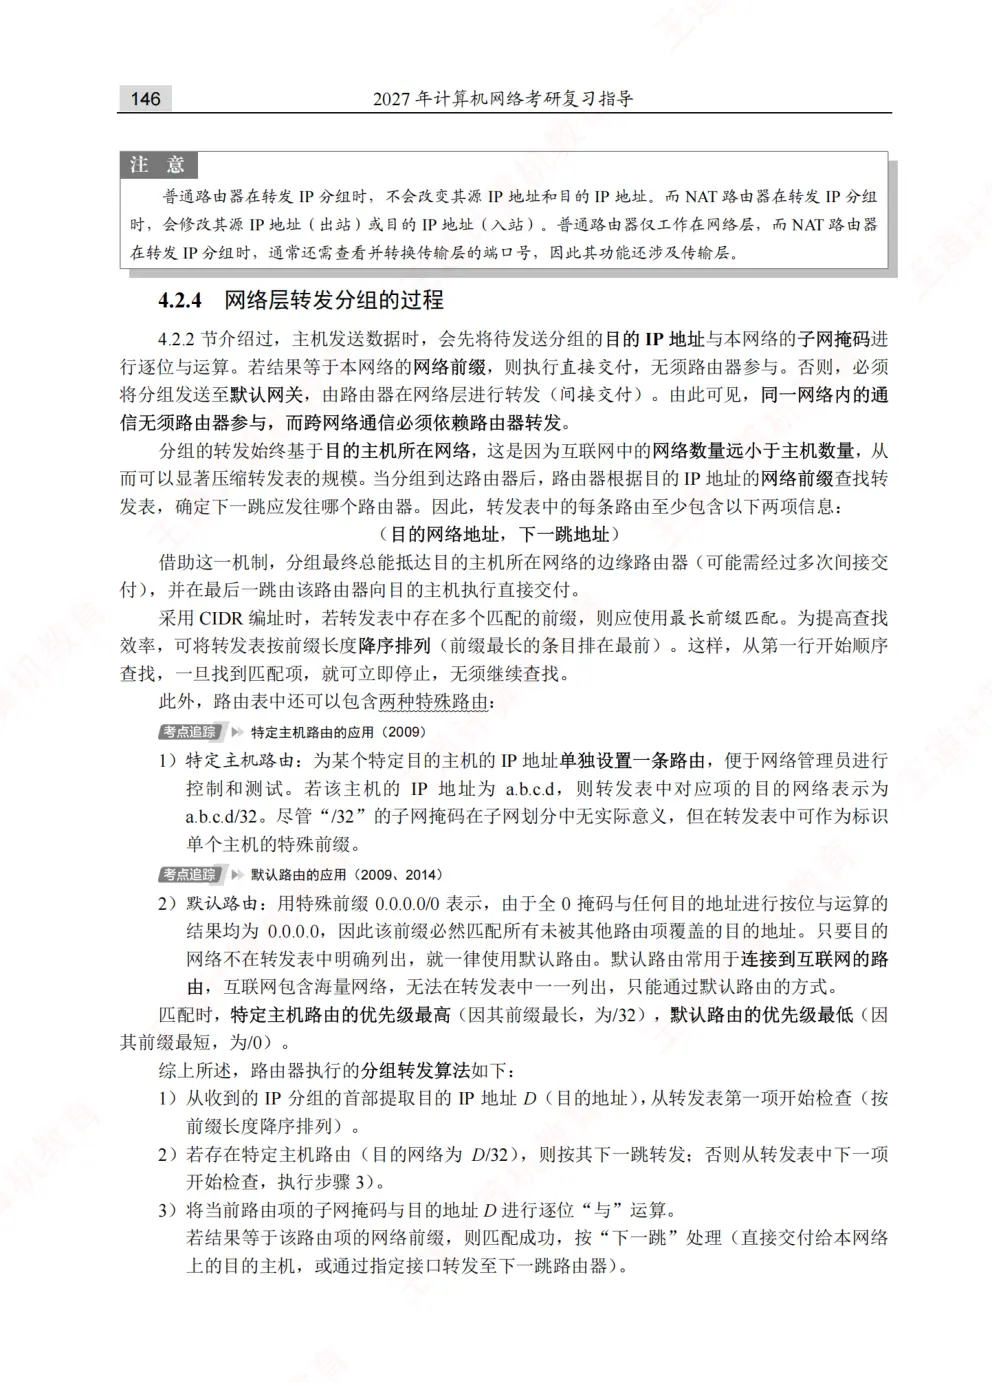 146
2027 年计算机网络考研复习指导
注 意
普通路由器在转发 IP 分组时，不会改变其源 IP 地址和目的 IP 地址。而 NAT 路由器在转发 IP 分组
时，会修改其源 IP 地址（出站）或目的 IP 地址（入站）。普通路由器仅工作在网络层，而 NAT 路由器
在转发 IP 分组时，通常还需查看并转换传输层的端口号，因此其功能还涉及传输层。
4.2.4 网络层转发分组的过程
4.2.2 节介绍过，主机发送数据时，会先将待发送分组的目的 IP 地址与本网络的子网掩码进
行逐位与运算。若结果等于本网络的网络前缀，则执行直接交付，无须路由器参与。否则，必须
将分组发送至默认网关，由路由器在网络层进行转发（间接交付）。由此可见，同一网络内的通
信无须路由器参与，而跨网络通信必须依赖路由器转发。
分组的转发始终基于目的主机所在网络，这是因为互联网中的网络数量远小于主机数量，从
而可以显著压缩转发表的规模。当分组到达路由器后，路由器根据目的 IP 地址的网络前缀查找转
发表，确定下一跳应发往哪个路由器。因此，转发表中的每条路由至少包含以下两项信息：
（目的网络地址，下一跳地址）
借助这一机制，分组最终总能抵达目的主机所在网络的边缘路由器（可能需经过多次间接交
付），并在最后一跳由该路由器向目的主机执行直接交付。
采用 CIDR 编址时，若转发表中存在多个匹配的前缀，则应使用最长前缀匹配。为提高查找
效率，可将转发表按前缀长度降序排列（前缀最长的条目排在最前）。这样，从第一行开始顺序
查找，一旦找到匹配项，就可立即停止，无须继续查找。
此外，路由表中还可以包含两种特殊路由：
考点追踪 特定主机路由的应用（2009）
1）特定主机路由：为某个特定目的主机的 IP 地址单独设置一条路由，便于网络管理员进行
控制和测试。若该主机的 IP 地址为 a.b.c.d，则转发表中对应项的目的网络表示为
a.b.c.d/32。尽管“/32”的子网掩码在子网划分中无实际意义，但在转发表中可作为标识
单个主机的特殊前缀。
考点追踪 默认路由的应用（2009、2014）
2）默认路由：用特殊前缀 0.0.0.0/0 表示，由于全 0 掩码与任何目的地址进行按位与运算的
结果均为 0.0.0.0，因此该前缀必然匹配所有未被其他路由项覆盖的目的地址。只要目的
网络不在转发表中明确列出，就一律使用默认路由。默认路由常用于连接到互联网的路
由，互联网包含海量网络，无法在转发表中一一列出，只能通过默认路由的方式。
匹配时，特定主机路由的优先级最高（因其前缀最长，为/32），默认路由的优先级最低（因
其前缀最短，为/0）。
综上所述，路由器执行的分组转发算法如下：
1）从收到的 IP 分组的首部提取目的 IP 地址 D（目的地址），从转发表第一项开始检查（按
前缀长度降序排列）。
2）若存在特定主机路由（目的网络为 D/32），则按其下一跳转发；否则从转发表中下一项
开始检查，执行步骤 3）。
3）将当前路由项的子网掩码与目的地址 D 进行逐位“与”运算。
若结果等于该路由项的网络前缀，则匹配成功，按“下一跳”处理（直接交付给本网络
上的目的主机，或通过指定接口转发至下一跳路由器）。